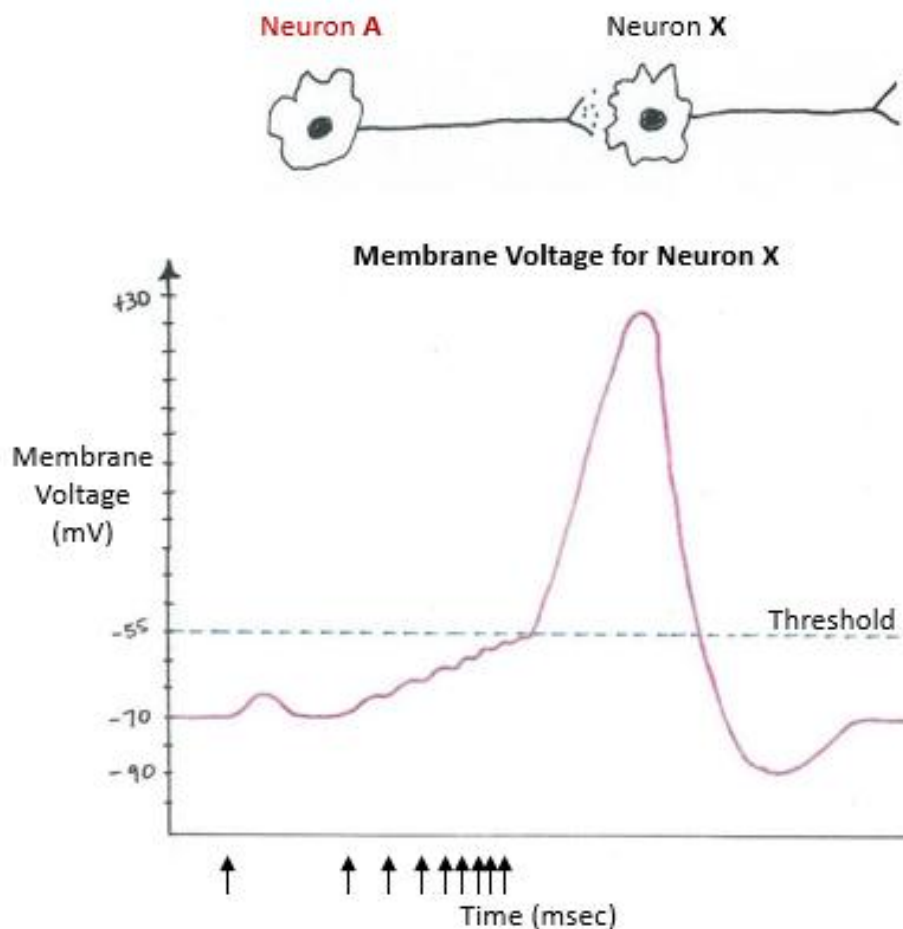 Neuron A
Neuron X
Membrane Voltage for Neuron X
+30
Membrane
Voltage
(mV)
-55
Threshold
-70
-90
Time (msec)